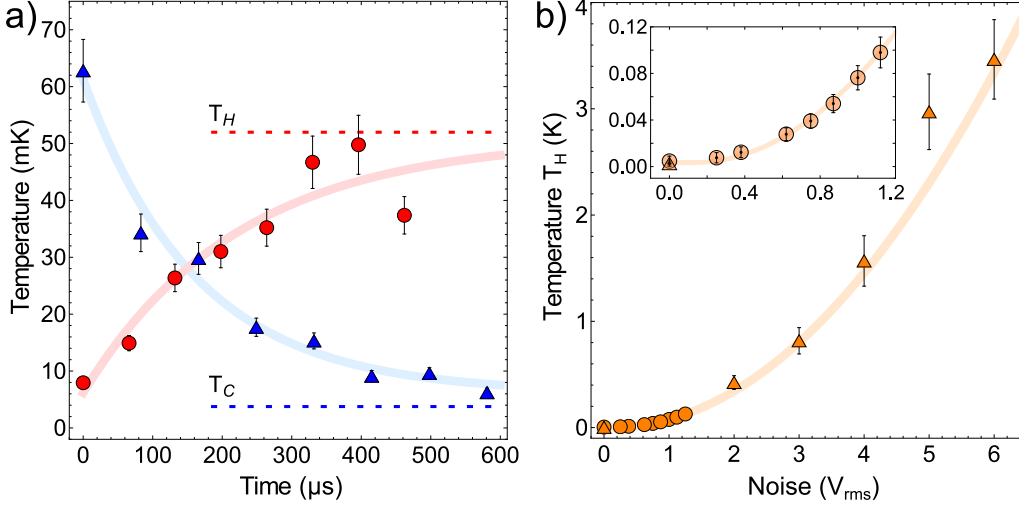 a)
Temperature (mK)
70
60
50
40
30
20
10
0
T_H
T_C
0 100 200 300 400 500 600
Time (μs)
b)
Temperature T_H (K)
4
3
2
1
0
0.12
0.08
0.04
0.00
0.0 0.4 0.8 1.2
0 1 2 3 4 5 6
Noise (V_rms)